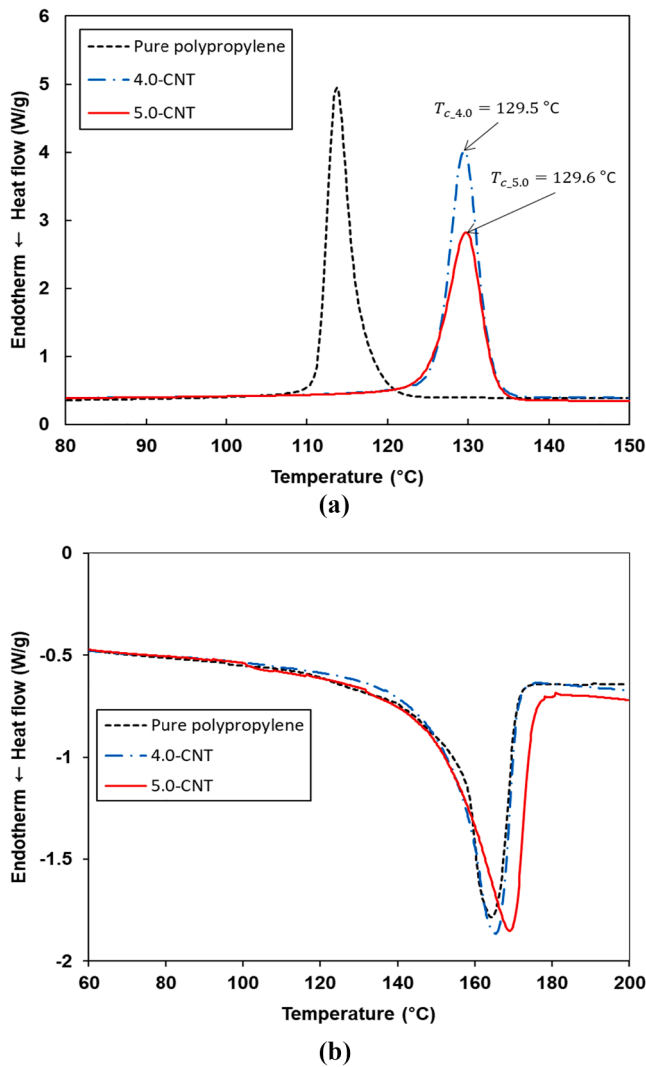 6
5
4
3
2
1
0
Endotherm ← Heat flow (W/g)
Pure polypropylene
4.0-CNT
5.0-CNT
Tc_4.0 = 129.5 °C
Tc_5.0 = 129.6 °C
80 90 100 110 120 130 140 150
Temperature (°C)
(a)
0
-0.5
-1
-1.5
-2
Endotherm ← Heat flow (W/g)
Pure polypropylene
4.0-CNT
5.0-CNT
60 80 100 120 140 160 180 200
Temperature (°C)
(b)